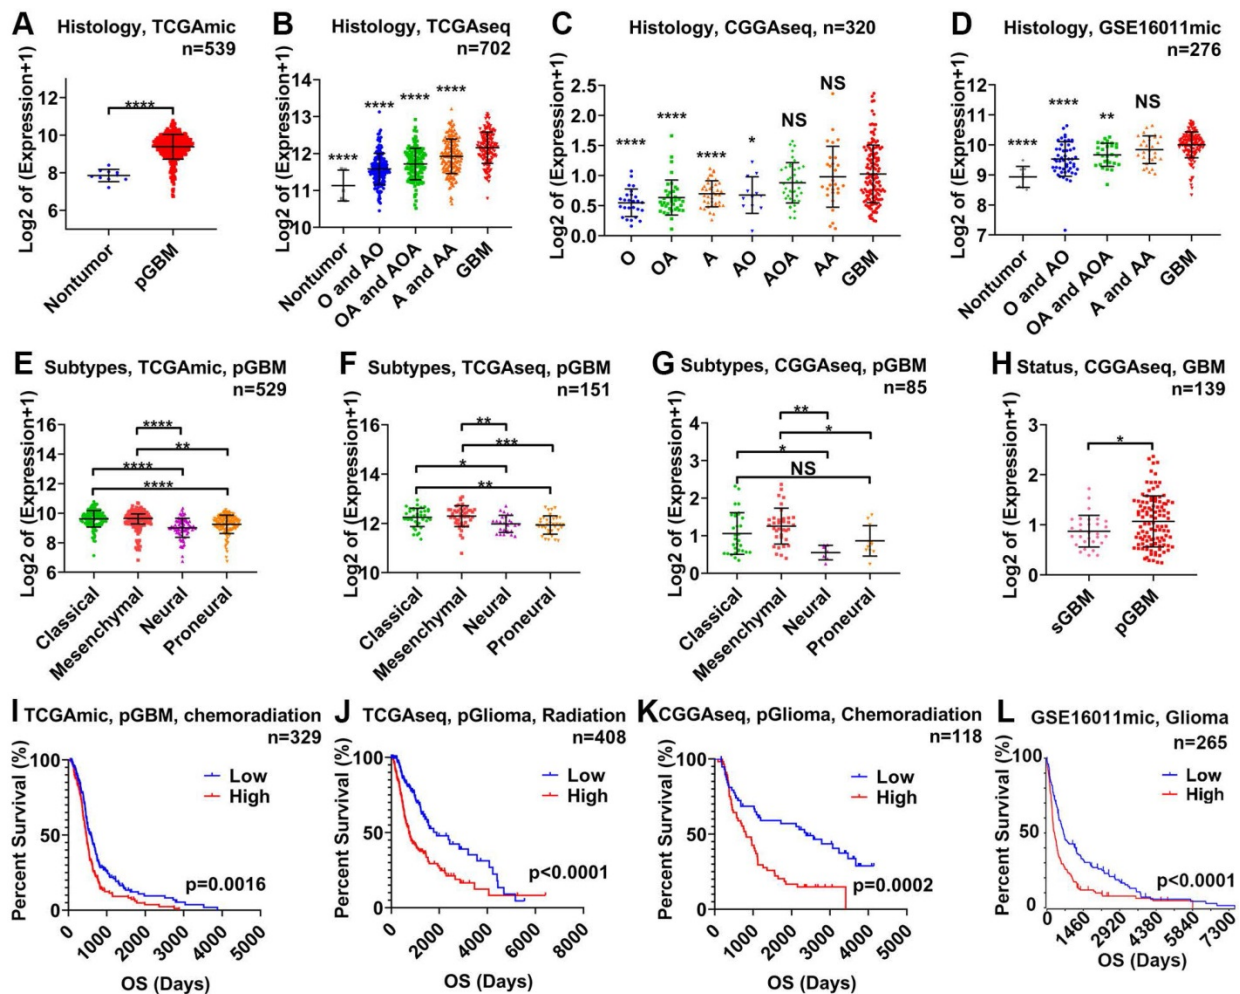 A
Histology, TCGAmic
n=539
Log2 of (Expression+1)
12
10
8
6
****
Nontumor
pGBM
B
Histology, TCGAseq
n=702
Log2 of (Expression+1)
14
13
12
11
10
****
****
****
****
Nontumor
O and AO
OA and AOA
A and AA
GBM
C
Histology, CGGAseq, n=320
Log2 of (Expression+1)
2.5
2.0
1.5
1.0
0.5
0.0
****
****
****
*
NS
NS
O
OA
A
AO
AOA
AA
GBM
D
Histology, GSE16011mic
n=276
Log2 of (Expression+1)
12
11
10
9
8
7
****
****
**
NS
Nontumor
O and AO
OA and AOA
A and AA
GBM
E
Subtypes, TCGAmic, pGBM
n=529
Log2 of (Expression+1)
16
14
12
10
8
6
****
**
****
****
Classical
Mesenchymal
Neural
Proneural
F
Subtypes, TCGAseq, pGBM
n=151
Log2 of (Expression+1)
16
14
12
10
**
***
*
**
Classical
Mesenchymal
Neural
Proneural
G
Subtypes, CGGAseq, pGBM
n=85
Log2 of (Expression+1)
4
3
2
1
0
**
*
*
NS
Classical
Mesenchymal
Neural
Proneural
H
Status, CGGAseq, GBM
n=139
Log2 of (Expression+1)
3
2
1
0
*
sGBM
pGBM
I
TCGAmic, pGBM, chemoradiation
n=329
Percent Survival (%)
100
50
0
Low
High
p=0.0016
0
1000
2000
3000
4000
5000
OS (Days)
J
TCGAseq, pGlioma, Radiation
n=408
Percent Survival (%)
100
50
0
Low
High
p<0.0001
0
2000
4000
6000
8000
OS (Days)
K
CGGAseq, pGlioma, Chemoradiation
n=118
Percent Survival (%)
100
50
0
Low
High
p=0.0002
0
1000
2000
3000
4000
5000
OS (Days)
L
GSE16011mic, Glioma
n=265
Percent Survival (%)
100
50
0
Low
High
p<0.0001
0
1460
2920
4380
5840
7300
OS (Days)